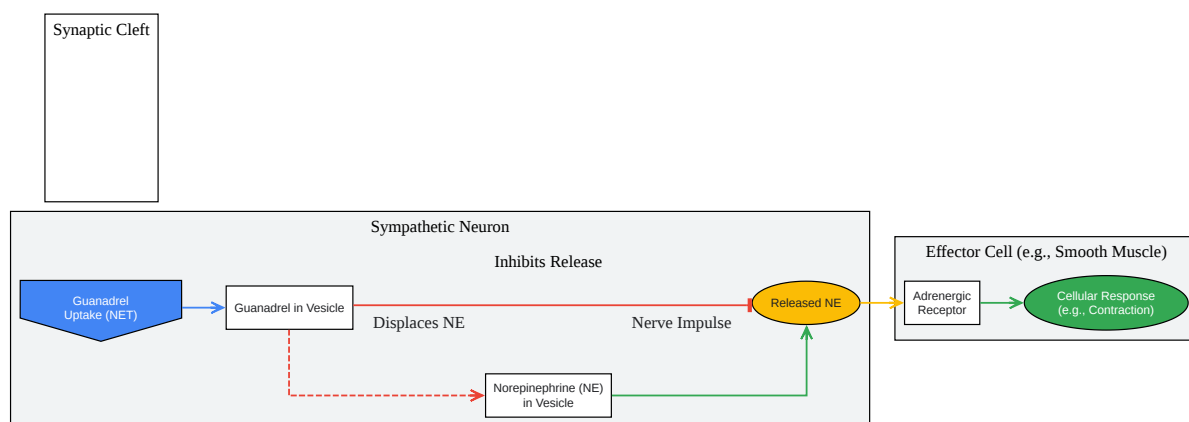 Synaptic Cleft
Sympathetic Neuron
Effector Cell (e.g., Smooth Muscle)
Inhibits Release
Guanadrel
Uptake (NET)
Guanadrel in Vesicle
Released NE
Adrenergic
Receptor
Cellular Response
(e.g., Contraction)
Displaces NE
Nerve Impulse
Norepinephrine (NE)
in Vesicle